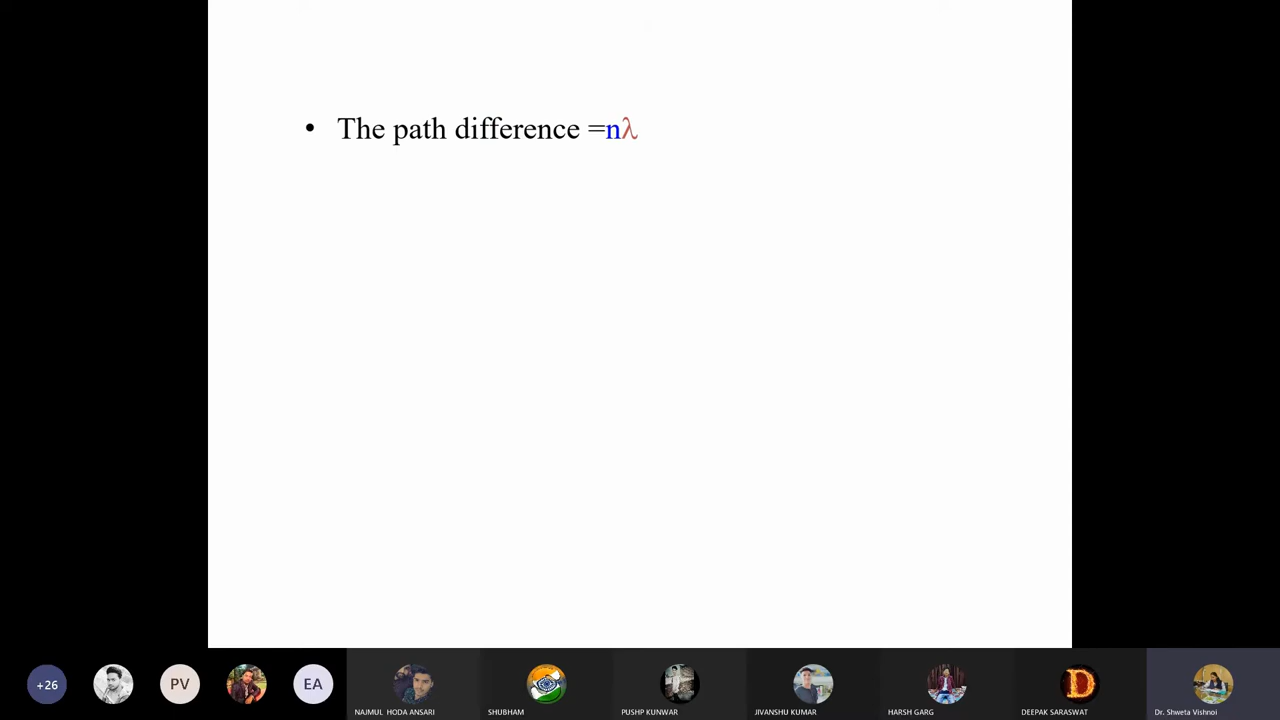 • The path difference =nλ
+26
PV
EA
NAJMUL HODA ANSARI
SHUBHAM
PUSHP KUNWAR
JIVANSHU KUMAR
HARSH GARG
D
DEEPAK SARASWAT
Dr. Shweta Vishnoi